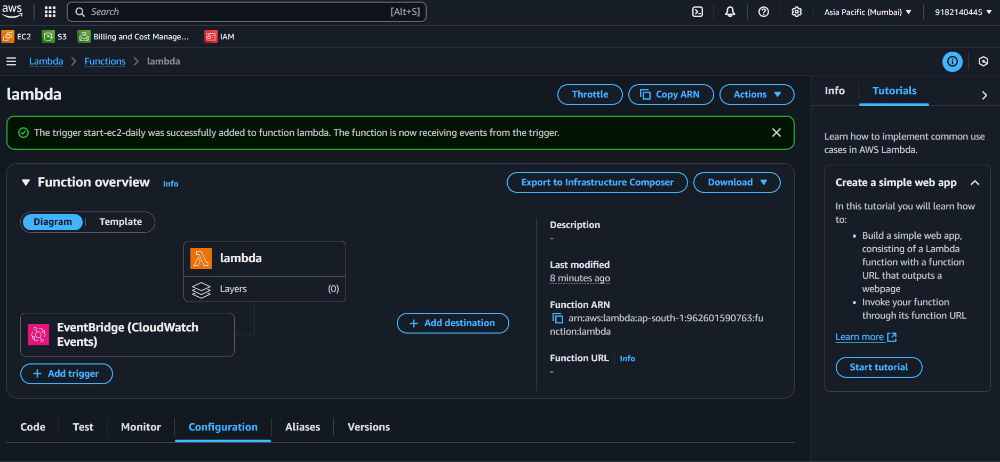 aws
Search
[Alt+S]
Asia Pacific (Mumbai)
9182140445
EC2
S3
Billing and Cost Manage...
IAM
Lambda
Functions
lambda
lambda
Throttle
Copy ARN
Actions
Info
Tutorials
The trigger start-ec2-daily was successfully added to function lambda. The function is now receiving events from the trigger.
Function overview
Info
Export to Infrastructure Composer
Download
Diagram
Template
lambda
Layers
(0)
EventBridge (CloudWatch
Events)
Add trigger
Add destination
Description
-
Last modified
8 minutes ago
Function ARN
arn:aws:lambda:ap-south-1:962601590763:fu
nction:lambda
Function URL
Info
-
Code
Test
Monitor
Configuration
Aliases
Versions
Learn how to implement common use
cases in AWS Lambda.
Create a simple web app
In this tutorial you will learn how
to:
• Build a simple web app,
consisting of a Lambda
function with a function
URL that outputs a
webpage
• Invoke your function
through its function URL
Learn more
Start tutorial